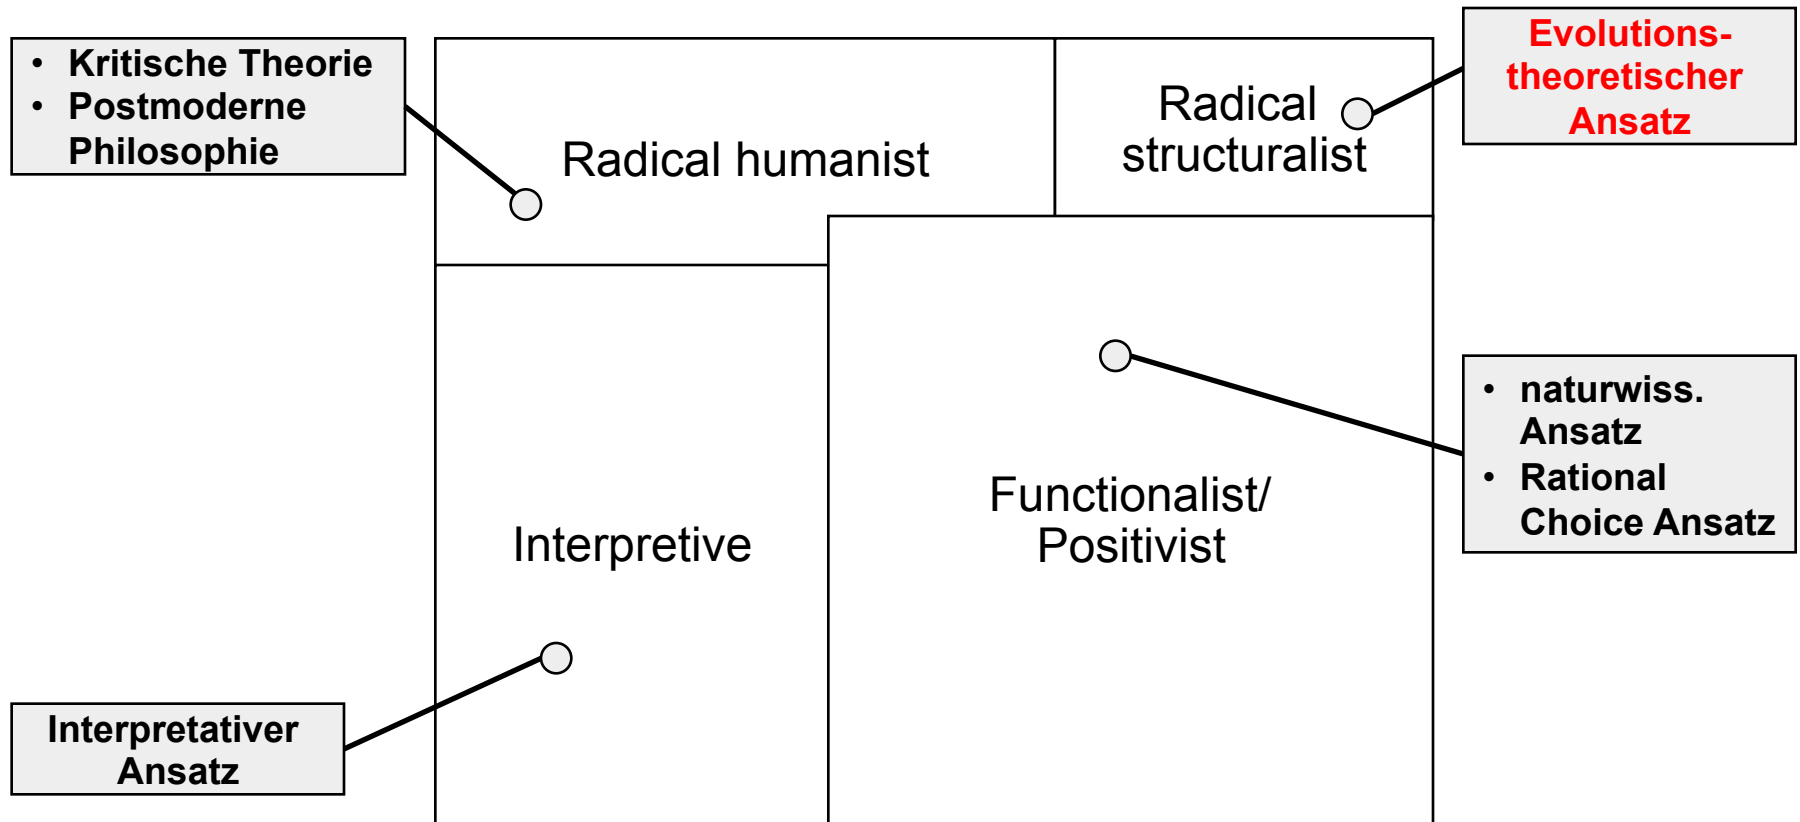 • Kritische Theorie
• Postmoderne
Philosophie
Radical humanist
Radical
structuralist
Evolutions-
theoretischer
Ansatz
Interpretive
Functionalist/
Positivist
• naturwiss.
Ansatz
• Rational
Choice Ansatz
Interpretativer
Ansatz